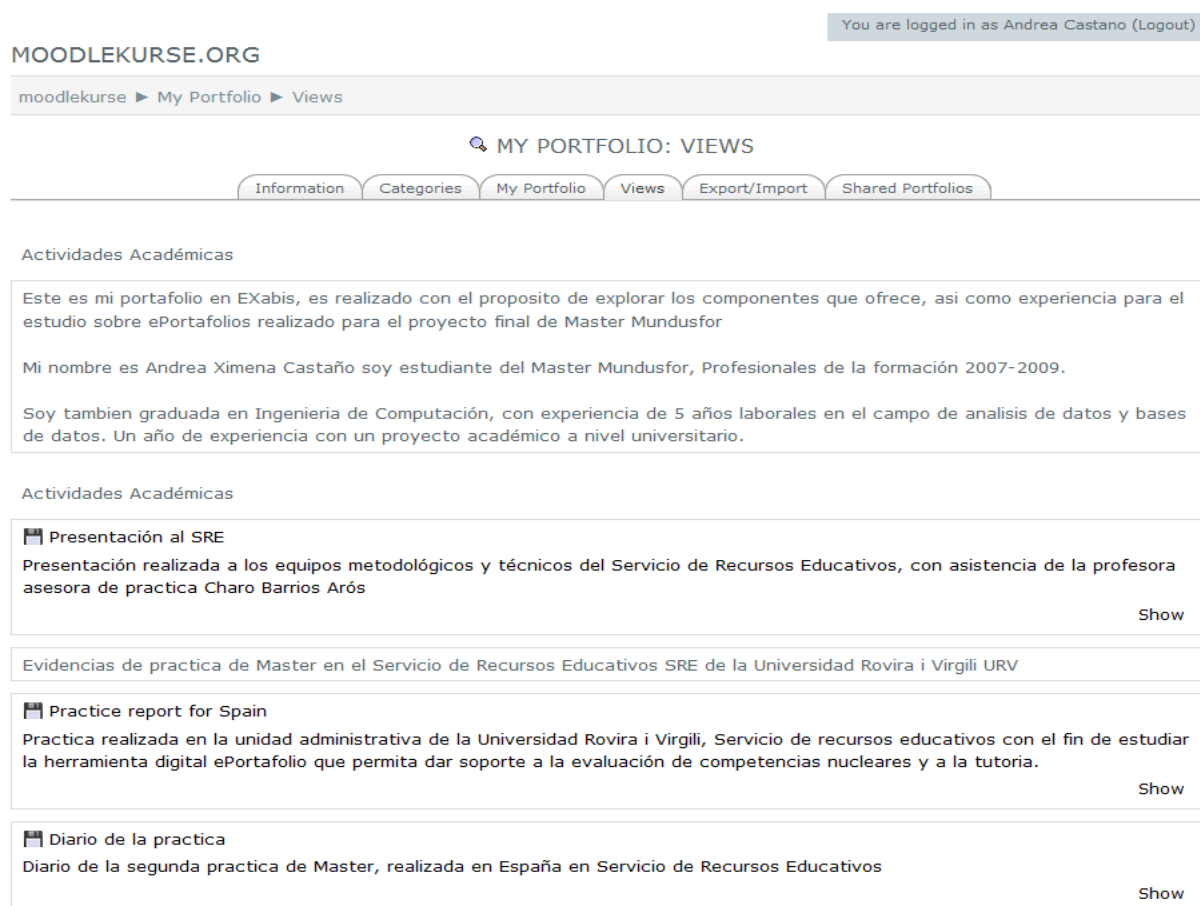 You are logged in as Andrea Castano (Logout)
MOODLEKURSE.ORG
moodlekurse ► My Portfolio ► Views
MY PORTFOLIO: VIEWS
Information Categories My Portfolio Views Export/Import Shared Portfolios
Actividades Académicas
Este es mi portafolio en EXabis, es realizado con el proposito de explorar los componentes que ofrece, asi como experiencia para el
estudio sobre ePortafolios realizado para el proyecto final de Master Mundusfor
Mi nombre es Andrea Ximena Castaño soy estudiante del Master Mundusfor, Profesionales de la formación 2007-2009.
Soy tambien graduada en Ingenieria de Computación, con experiencia de 5 años laborales en el campo de analisis de datos y bases
de datos. Un año de experiencia con un proyecto académico a nivel universitario.
Actividades Académicas
Presentación al SRE
Presentación realizada a los equipos metodológicos y técnicos del Servicio de Recursos Educativos, con asistencia de la profesora
asesora de practica Charo Barrios Arós
Show
Evidencias de practica de Master en el Servicio de Recursos Educativos SRE de la Universidad Rovira i Virgili URV
Practice report for Spain
Practica realizada en la unidad administrativa de la Universidad Rovira i Virgili, Servicio de recursos educativos con el fin de estudiar
la herramienta digital ePortafolio que permita dar soporte a la evaluación de competencias nucleares y a la tutoria.
Show
Diario de la practica
Diario de la segunda practica de Master, realizada en España en Servicio de Recursos Educativos
Show